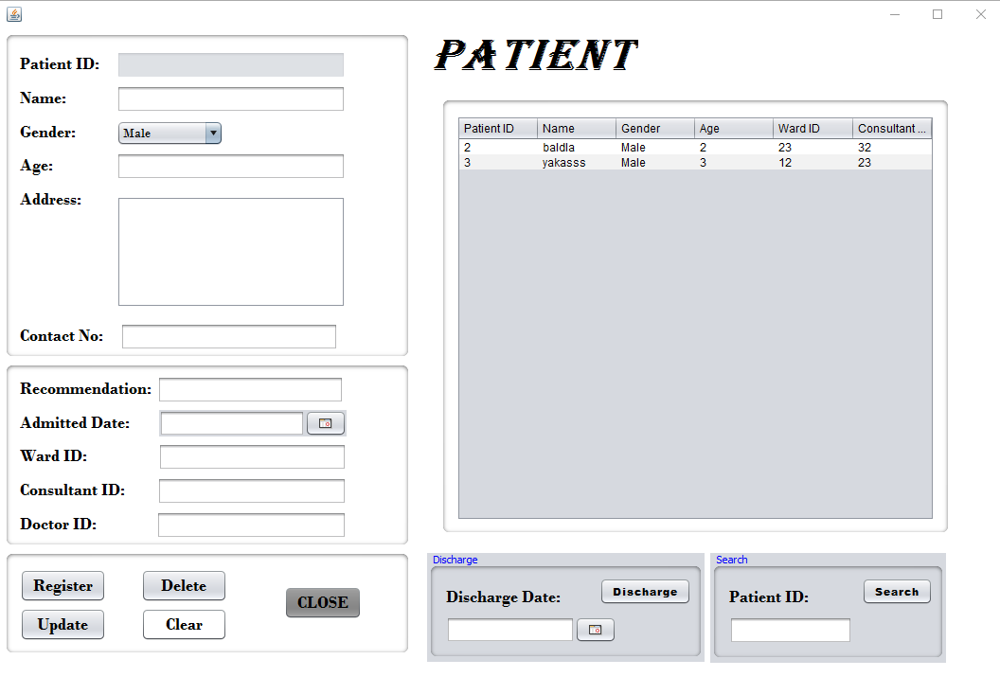 PATIENT
Patient ID:
Name:
Gender: Male
Age:
Address:
Contact No:
Recommendation:
Admitted Date:
Ward ID:
Consultant ID:
Doctor ID:
Register Delete
Update Clear
CLOSE
Patient ID Name Gender Age Ward ID Consultant ...
2 baldla Male 2 23 32
3 yakasss Male 3 12 23
Discharge
Discharge Date: Discharge
Search
Patient ID: Search